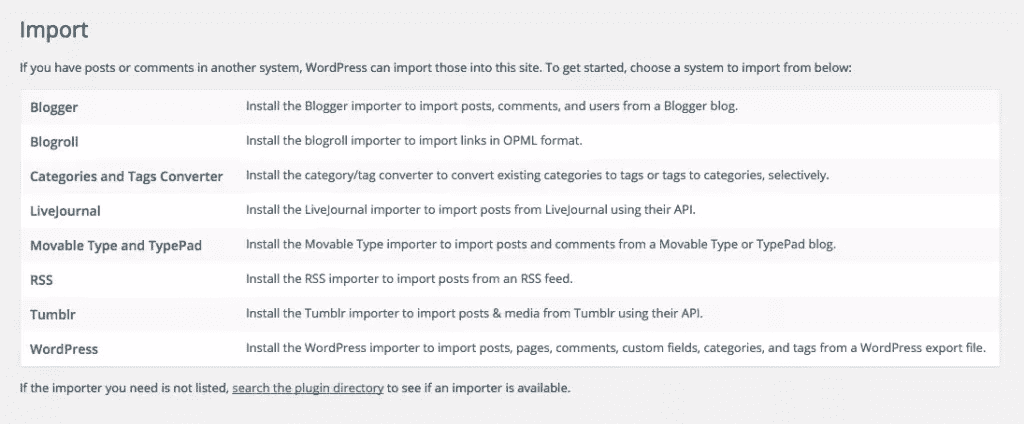 Import
If you have posts or comments in another system, WordPress can import those into this site. To get started, choose a system to import from below:
Blogger Install the Blogger importer to import posts, comments, and users from a Blogger blog.
Blogroll Install the blogroll importer to import links in OPML format.
Categories and Tags Converter Install the category/tag converter to convert existing categories to tags or tags to categories, selectively.
LiveJournal Install the LiveJournal importer to import posts from LiveJournal using their API.
Movable Type and TypePad Install the Movable Type importer to import posts and comments from a Movable Type or TypePad blog.
RSS Install the RSS importer to import posts from an RSS feed.
Tumblr Install the Tumblr importer to import posts & media from Tumblr using their API.
WordPress Install the WordPress importer to import posts, pages, comments, custom fields, categories, and tags from a WordPress export file.
If the importer you need is not listed, search the plugin directory to see if an importer is available.